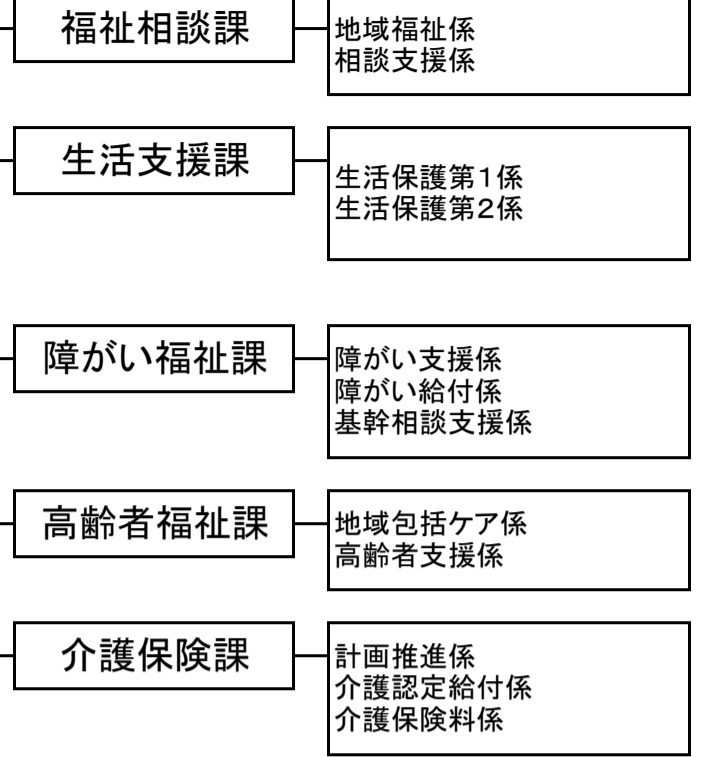 福祉相談課
地域福祉係
相談支援係
生活支援課
生活保護第1係
生活保護第2係
障がい福祉課
障がい支援係
障がい給付係
基幹相談支援係
高齢者福祉課
地域包括ケア係
高齢者支援係
介護保険課
計画推進係
介護認定給付係
介護保険料係